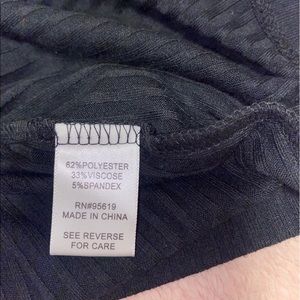 62%POLYESTER
33%VISCOSE
5%SPANDEX
RN#95619
MADE IN CHINA
SEE REVERSE
FOR CARE